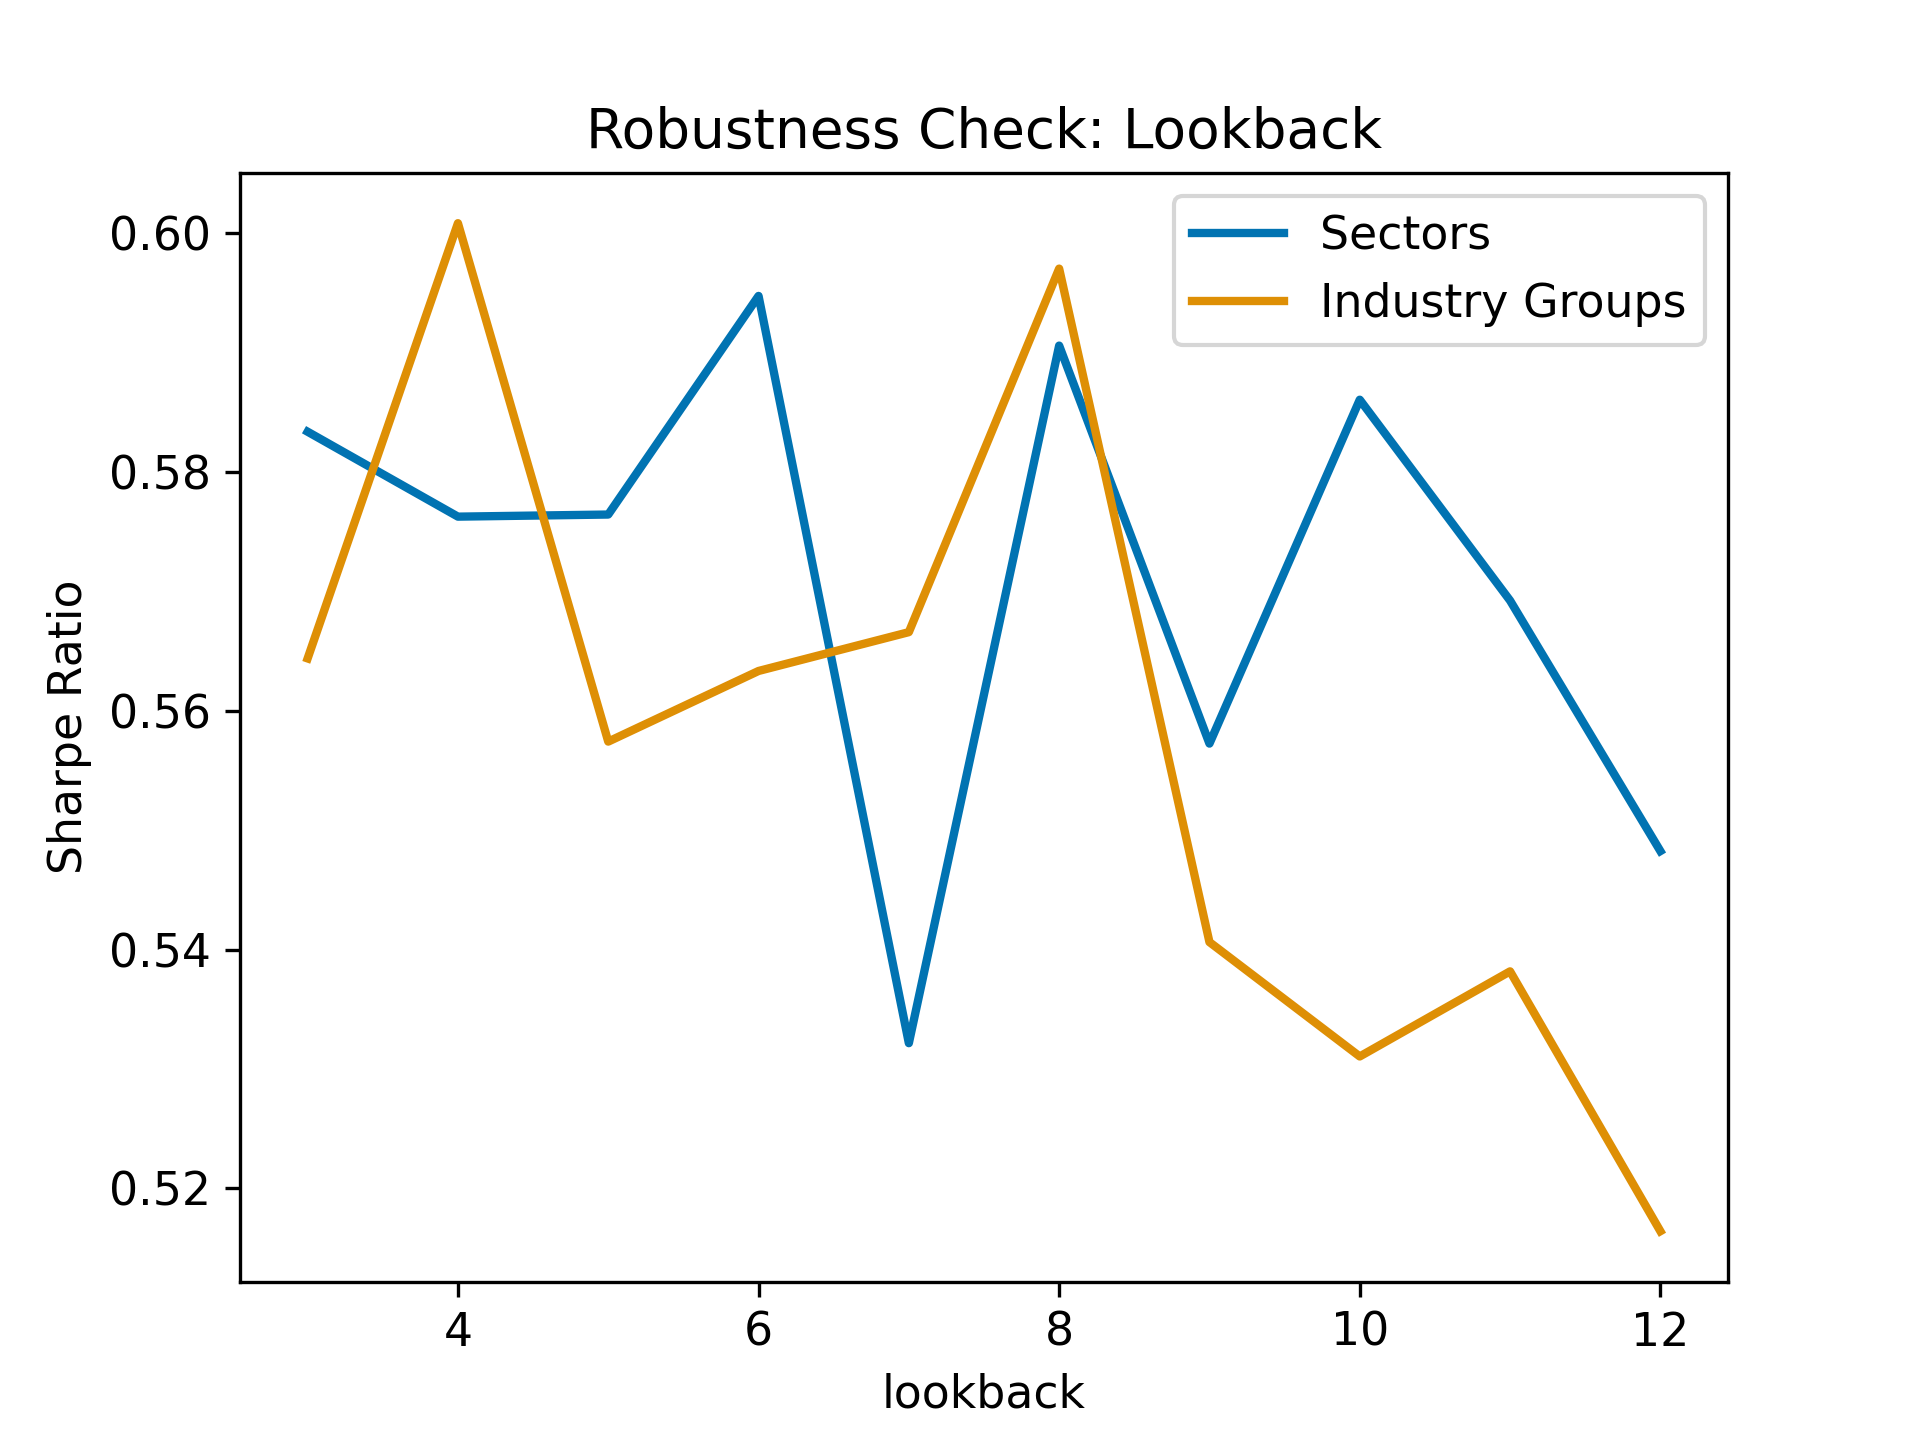 Robustness Check: Lookback
Sectors
Industry Groups
0.60
0.58
0.56
0.54
0.52
Sharpe Ratio
4 6 8 10 12
lookback